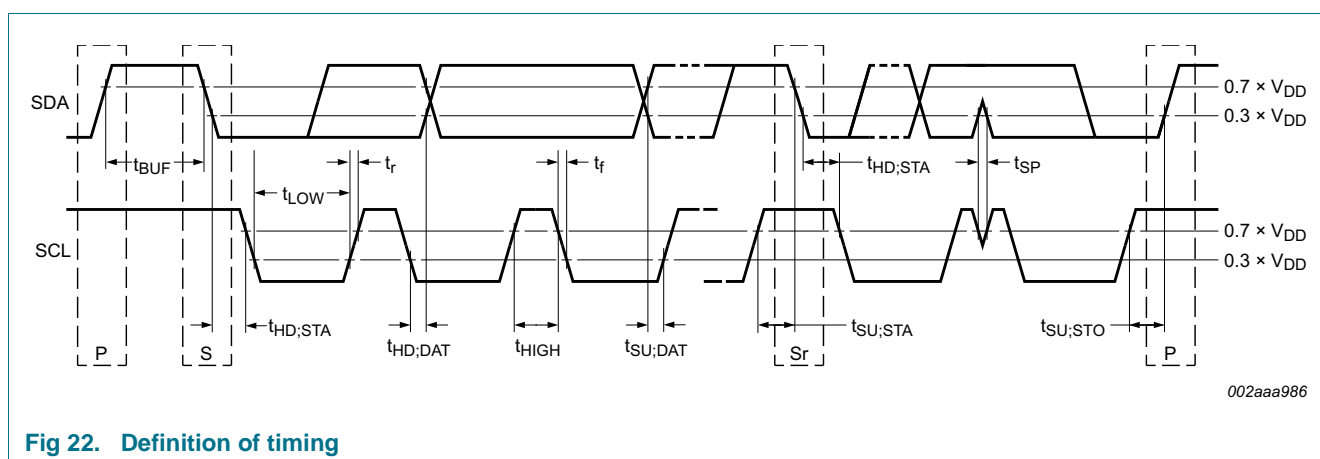 SDA
0.7 × VDD
0.3 × VDD
tBUF
tLOW
tr
tf
tHD;STA
tSP
SCL
0.7 × VDD
0.3 × VDD
tHD;STA
tHD;DAT
tHIGH
tSU;DAT
tSU;STA
tSU;STO
P
S
Sr
P
002aaa986
Fig 22. Definition of timing